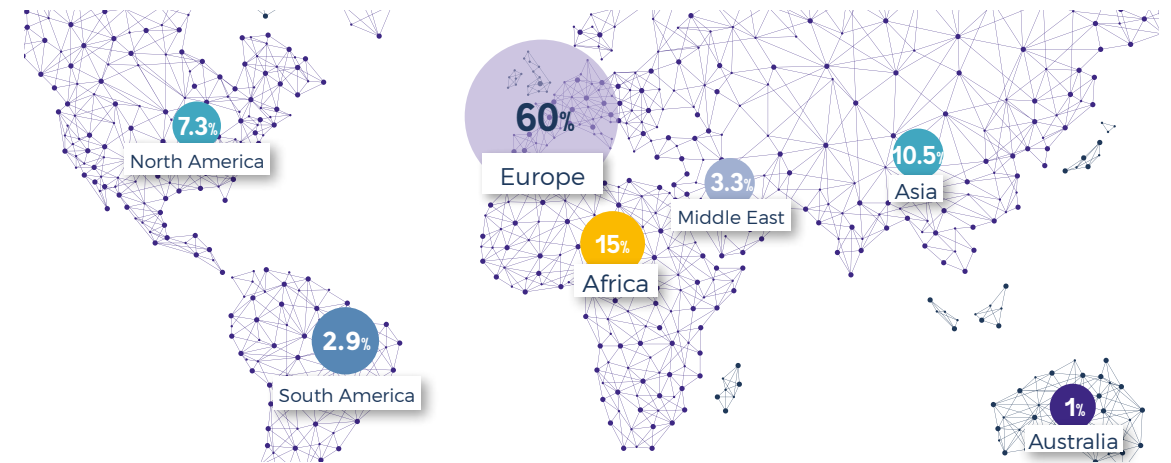 60%
Europe
7.3%
North America
10.5%
Asia
3.3%
Middle East
15%
Africa
2.9%
South America
1%
Australia